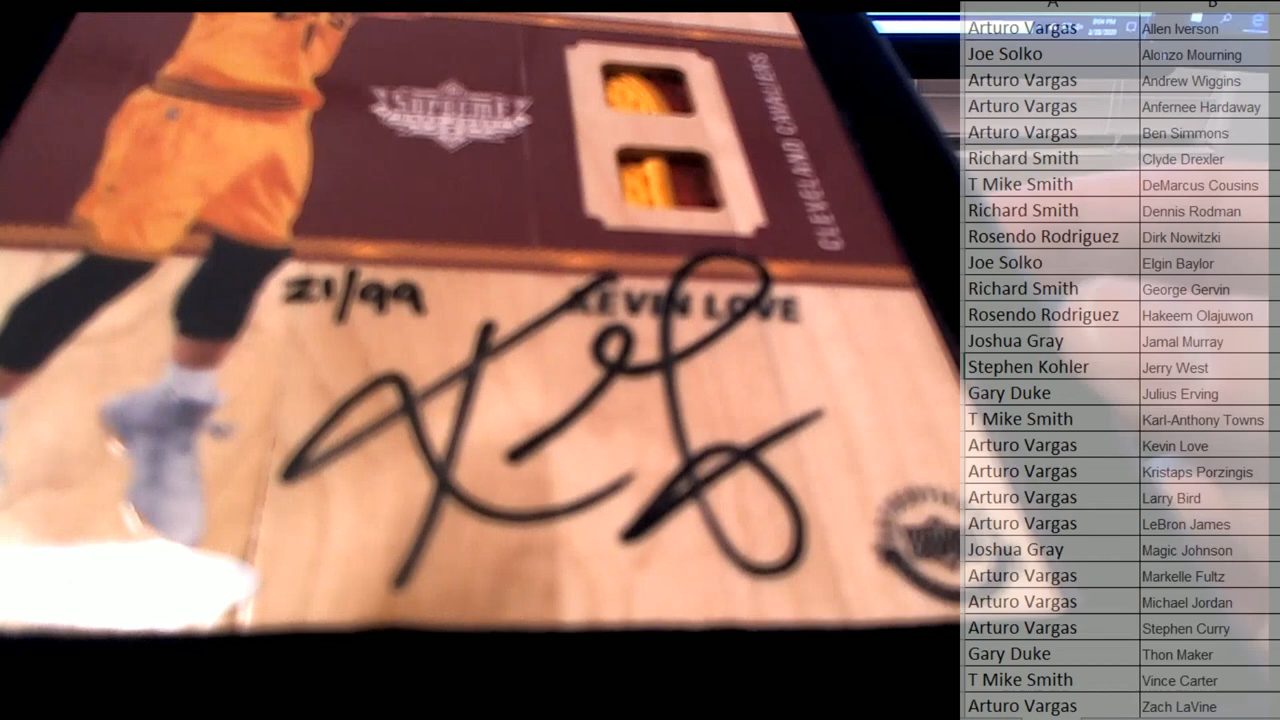 SUPREME
CLEVELAND CAVALIERS
21/99
KEVIN LOVE
A B
Arturo Vargas Allen Iverson
Joe Solko Alonzo Mourning
Arturo Vargas Andrew Wiggins
Arturo Vargas Anfernee Hardaway
Arturo Vargas Ben Simmons
Richard Smith Clyde Drexler
T Mike Smith DeMarcus Cousins
Richard Smith Dennis Rodman
Rosendo Rodriguez Dirk Nowitzki
Joe Solko Elgin Baylor
Richard Smith George Gervin
Rosendo Rodriguez Hakeem Olajuwon
Joshua Gray Jamal Murray
Stephen Kohler Jerry West
Gary Duke Julius Erving
T Mike Smith Karl-Anthony Towns
Arturo Vargas Kevin Love
Arturo Vargas Kristaps Porzingis
Arturo Vargas Larry Bird
Arturo Vargas LeBron James
Joshua Gray Magic Johnson
Arturo Vargas Markelle Fultz
Arturo Vargas Michael Jordan
Arturo Vargas Stephen Curry
Gary Duke Thon Maker
T Mike Smith Vince Carter
Arturo Vargas Zach LaVine